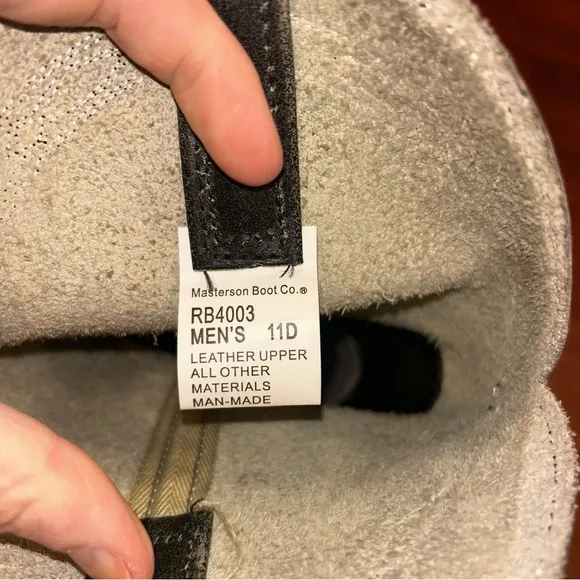 Masterson Boot Co.®
RB4003
MEN'S 11D
LEATHER UPPER
ALL OTHER
MATERIALS
MAN-MADE